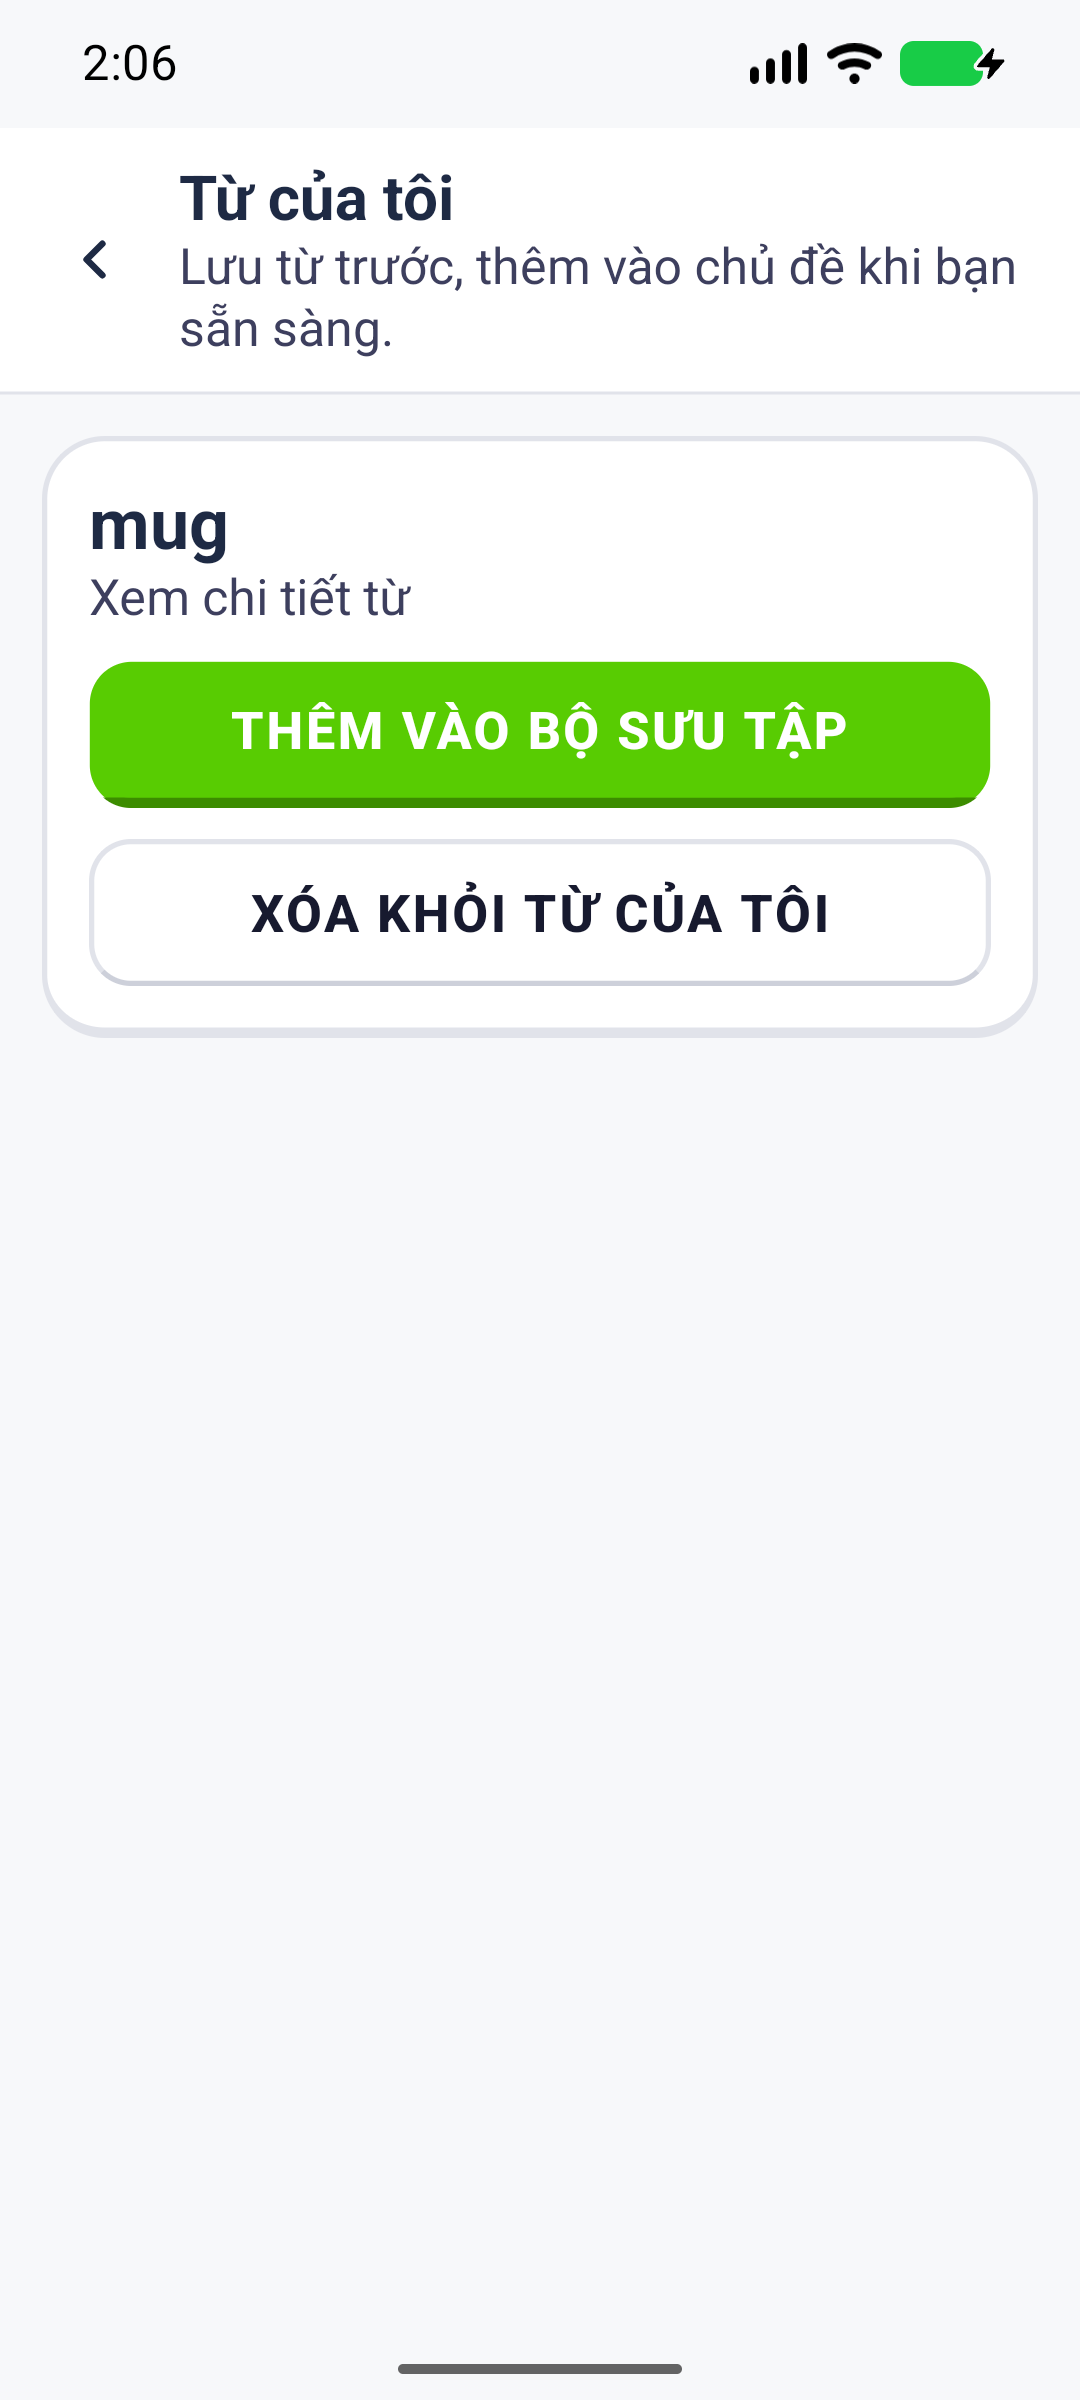 2:06
Từ của tôi
Lưu từ trước, thêm vào chủ đề khi bạn
sẵn sàng.
mug
Xem chi tiết từ
THÊM VÀO BỘ SƯU TẬP
XÓA KHỎI TỪ CỦA TÔI